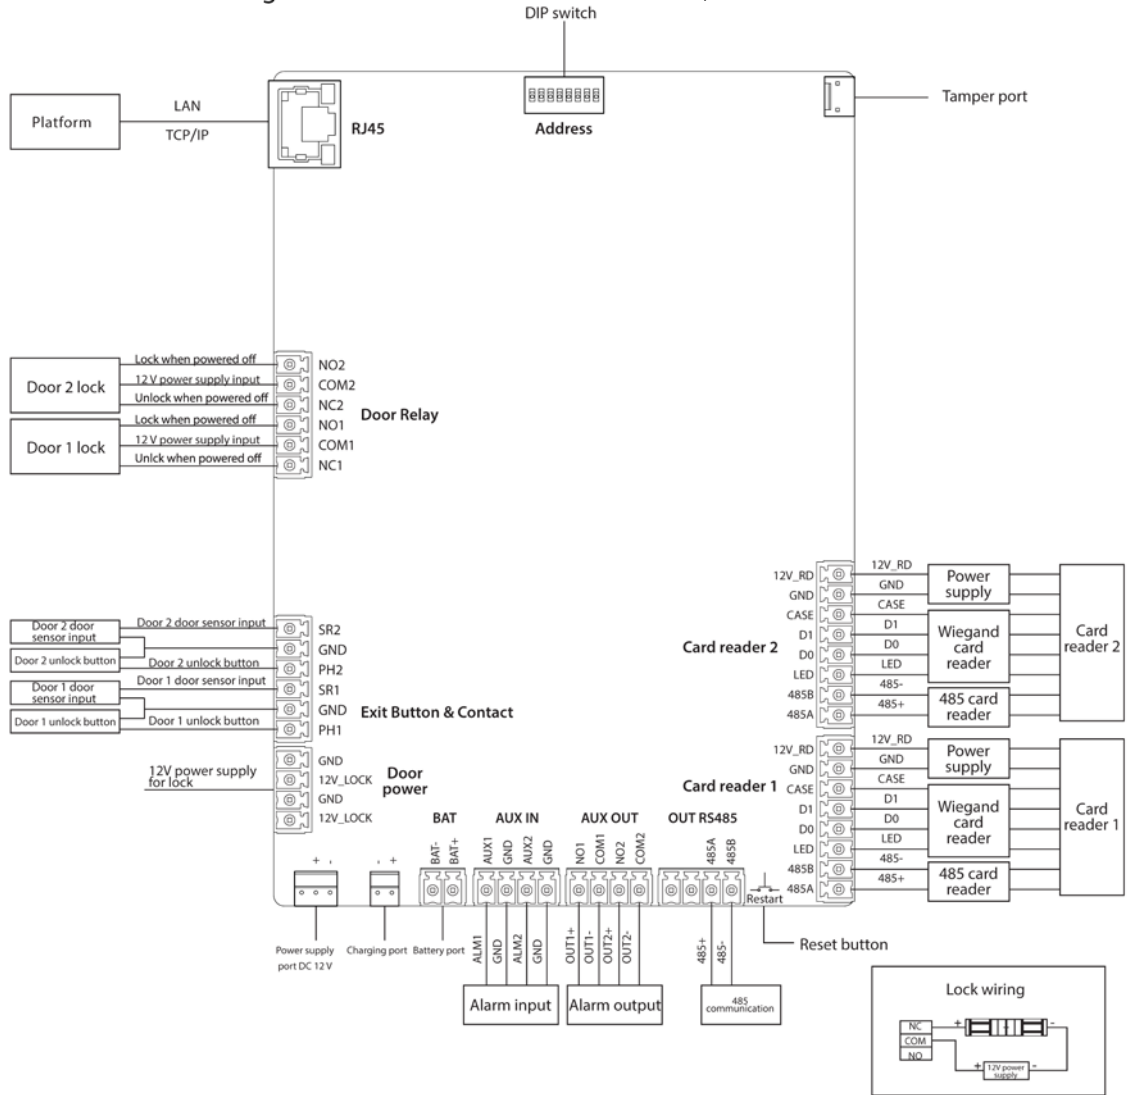 DIP switch
Platform
LAN
TCP/IP
RJ45
Address
Tamper port
Door 2 lock
Lock when powered off
12 V power supply input
Unlock when powered off
NO2
COM2
NC2
Door 1 lock
Lock when powered off
12 V power supply input
Unlck when powered off
NO1
COM1
NC1
Door Relay
Door 2 door
sensor input
Door 2 unlock button
Door 2 door sensor input
Door 2 unlock button
SR2
GND
PH2
Door 1 door
sensor input
Door 1 unlock button
Door 1 door sensor input
Door 1 unlock button
SR1
GND
PH1
Exit Button & Contact
12V power supply
for lock
GND
12V_LOCK
GND
12V_LOCK
Door
power
Card reader 2
12V_RD
GND
CASE
D1
D0
LED
485B
485A
12V_RD
GND
CASE
D1
D0
LED
485-
485+
Power
supply
Wiegand
card
reader
485 card
reader
Card
reader 2
Card reader 1
12V_RD
GND
CASE
D1
D0
LED
485B
485A
12V_RD
GND
CASE
D1
D0
LED
485-
485+
Power
supply
Wiegand
card
reader
485 card
reader
Card
reader 1
BAT
AUX IN
AUX OUT
OUT RS485
BAT-
BAT+
AUX1
GND
AUX2
GND
NO1
COM1
NO2
COM2
485A
485B
+ -
- +
Restart
Reset button
Power supply
port DC 12 V
Charging port
Battery port
ALM1
GND
ALM2
GND
OUT1+
OUT1-
OUT2+
OUT2-
485+
485-
Alarm input
Alarm output
485
communication
Lock wiring
NC
COM
NO
+ -
+ -
12V power
supply